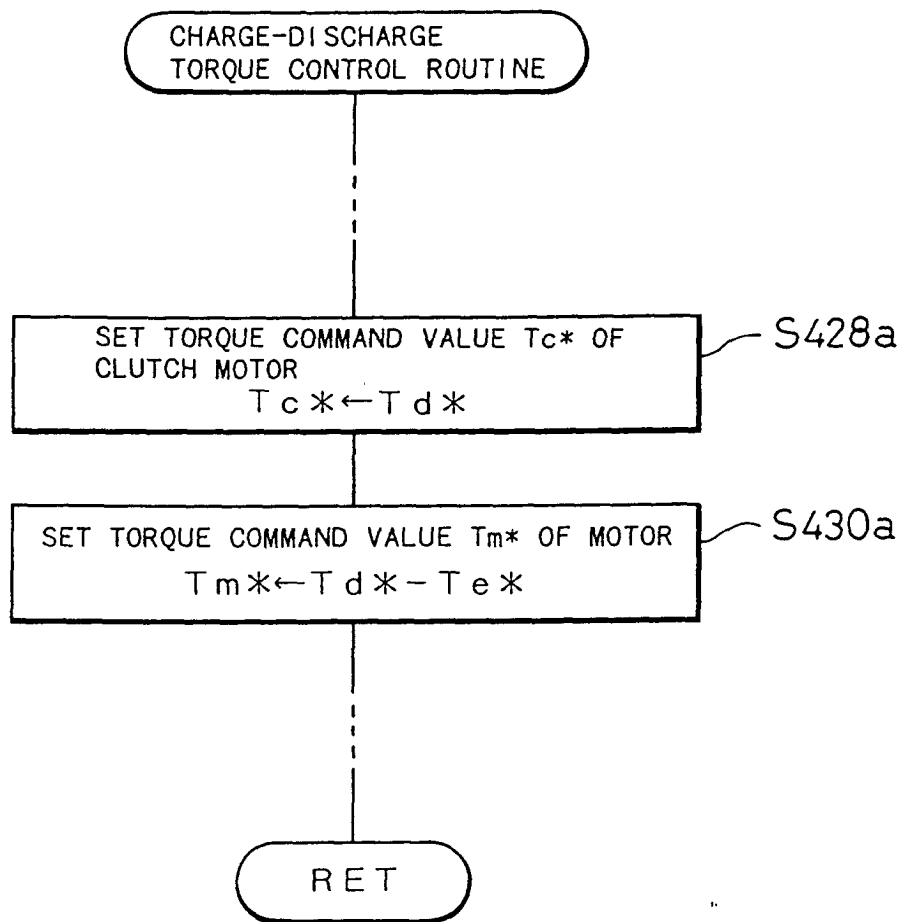 CHARGE-DISCHARGE
TORQUE CONTROL ROUTINE
SET TORQUE COMMAND VALUE Tc* OF
CLUTCH MOTOR
Tc*←Td*
S428a
SET TORQUE COMMAND VALUE Tm* OF MOTOR
Tm*←Td*-Te*
S430a
RET